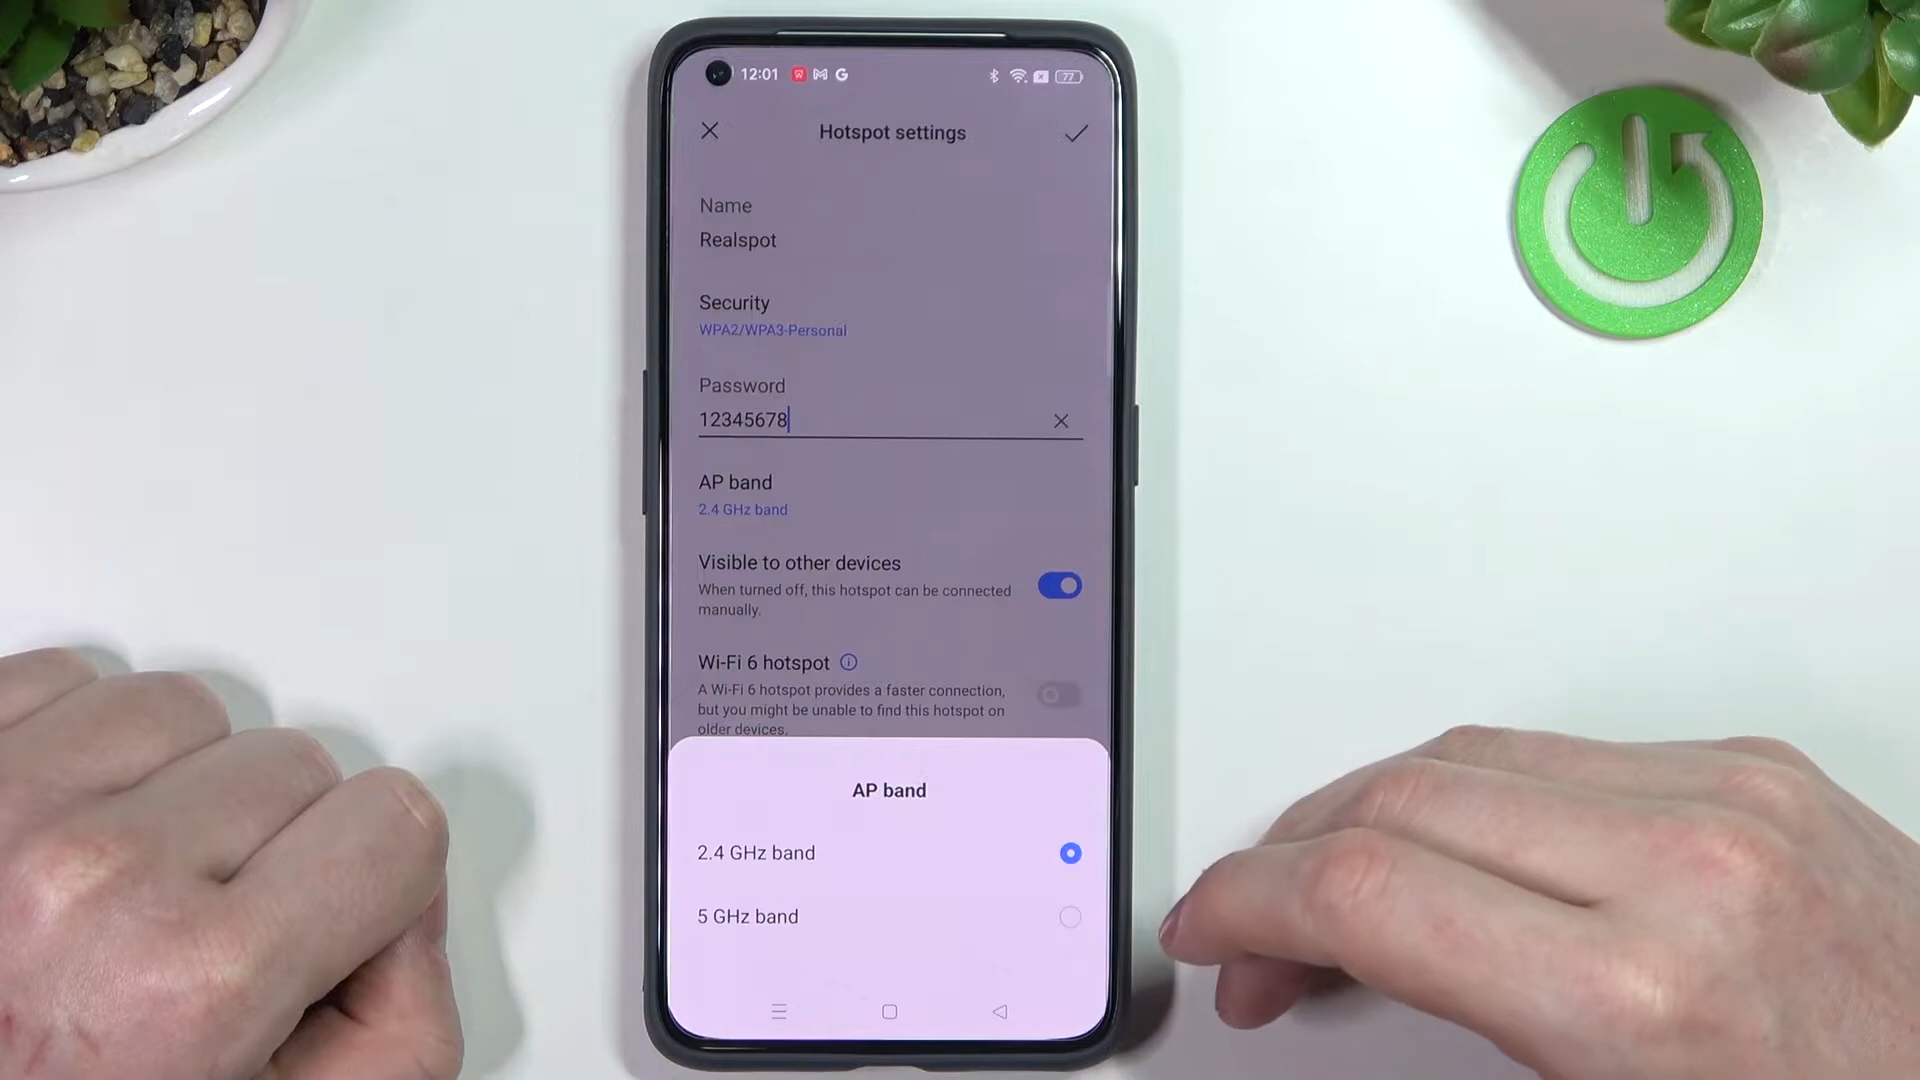 12:01
77
Hotspot settings
Name
Realspot
Security
WPA2/WPA3-Personal
Password
12345678
AP band
2.4 GHz band
Visible to other devices
When turned off, this hotspot can be connected
manually.
Wi-Fi 6 hotspot
A Wi-Fi 6 hotspot provides a faster connection,
but you might be unable to find this hotspot on
older devices.
AP band
2.4 GHz band
5 GHz band